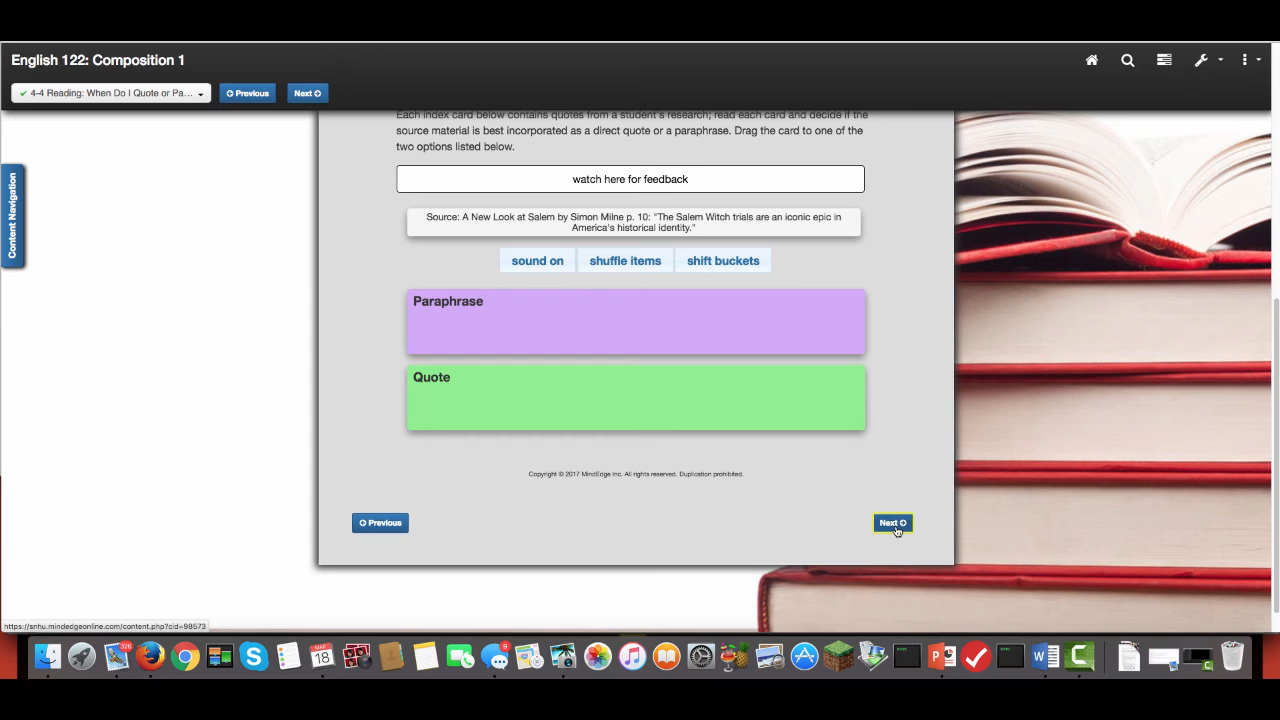 English 122: Composition 1
✔ 4-4 Reading: When Do I Quote or Pa...
Previous
Next
Content Navigation
Each index card below contains quotes from a student's research; read each card and decide if the
source material is best incorporated as a direct quote or a paraphrase. Drag the card to one of the
two options listed below.
watch here for feedback
Source: A New Look at Salem by Simon Milne p. 10: "The Salem Witch trials are an iconic epic in
America's historical identity."
sound on
shuffle items
shift buckets
Paraphrase
Quote
Copyright © 2017 MindEdge Inc. All rights reserved. Duplication prohibited.
Previous
Next
https://snhu.mindedgeonline.com/content.php?cid=98573
326
MAR
18